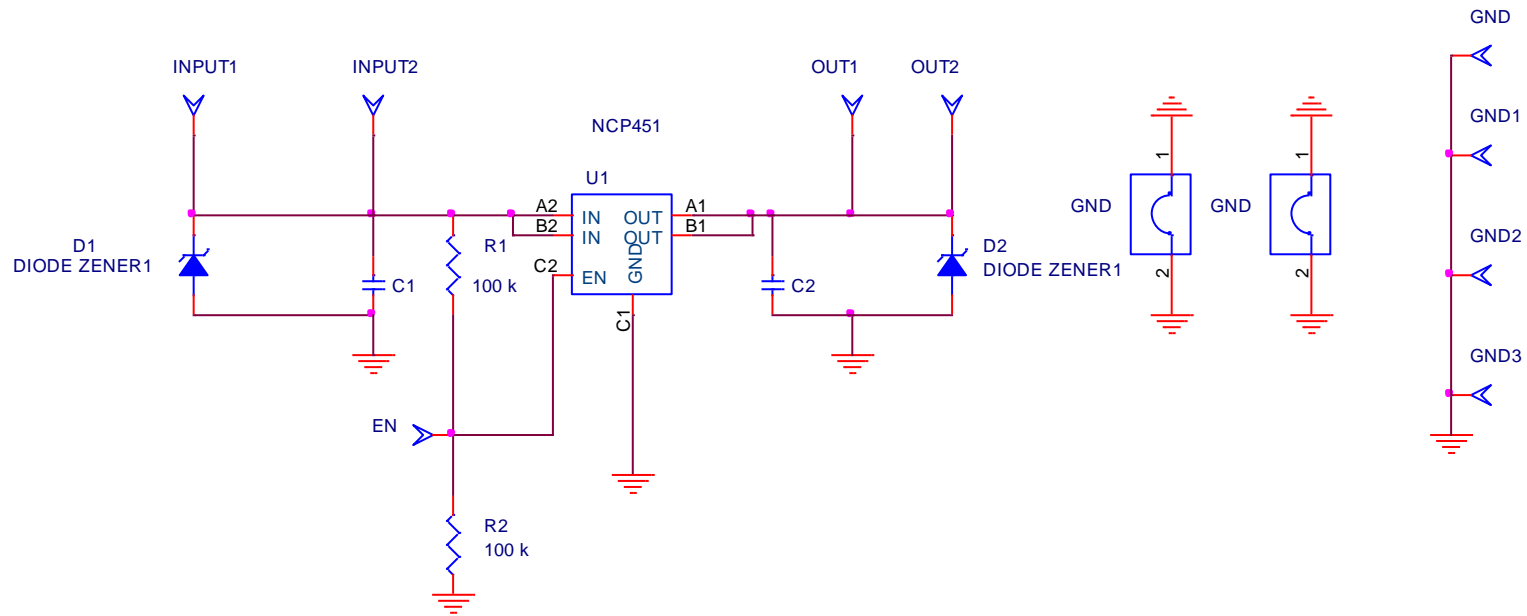 GND
INPUT1
INPUT2
OUT1
OUT2
GND1
NCP451
U1
A2
IN
OUT
A1
B2
IN
OUT
B1
C2
EN
GND
C1
D1
DIODE ZENER1
R1
100 k
C1
C2
D2
DIODE ZENER1
1
GND
2
1
GND
2
GND2
GND3
EN
R2
100 k